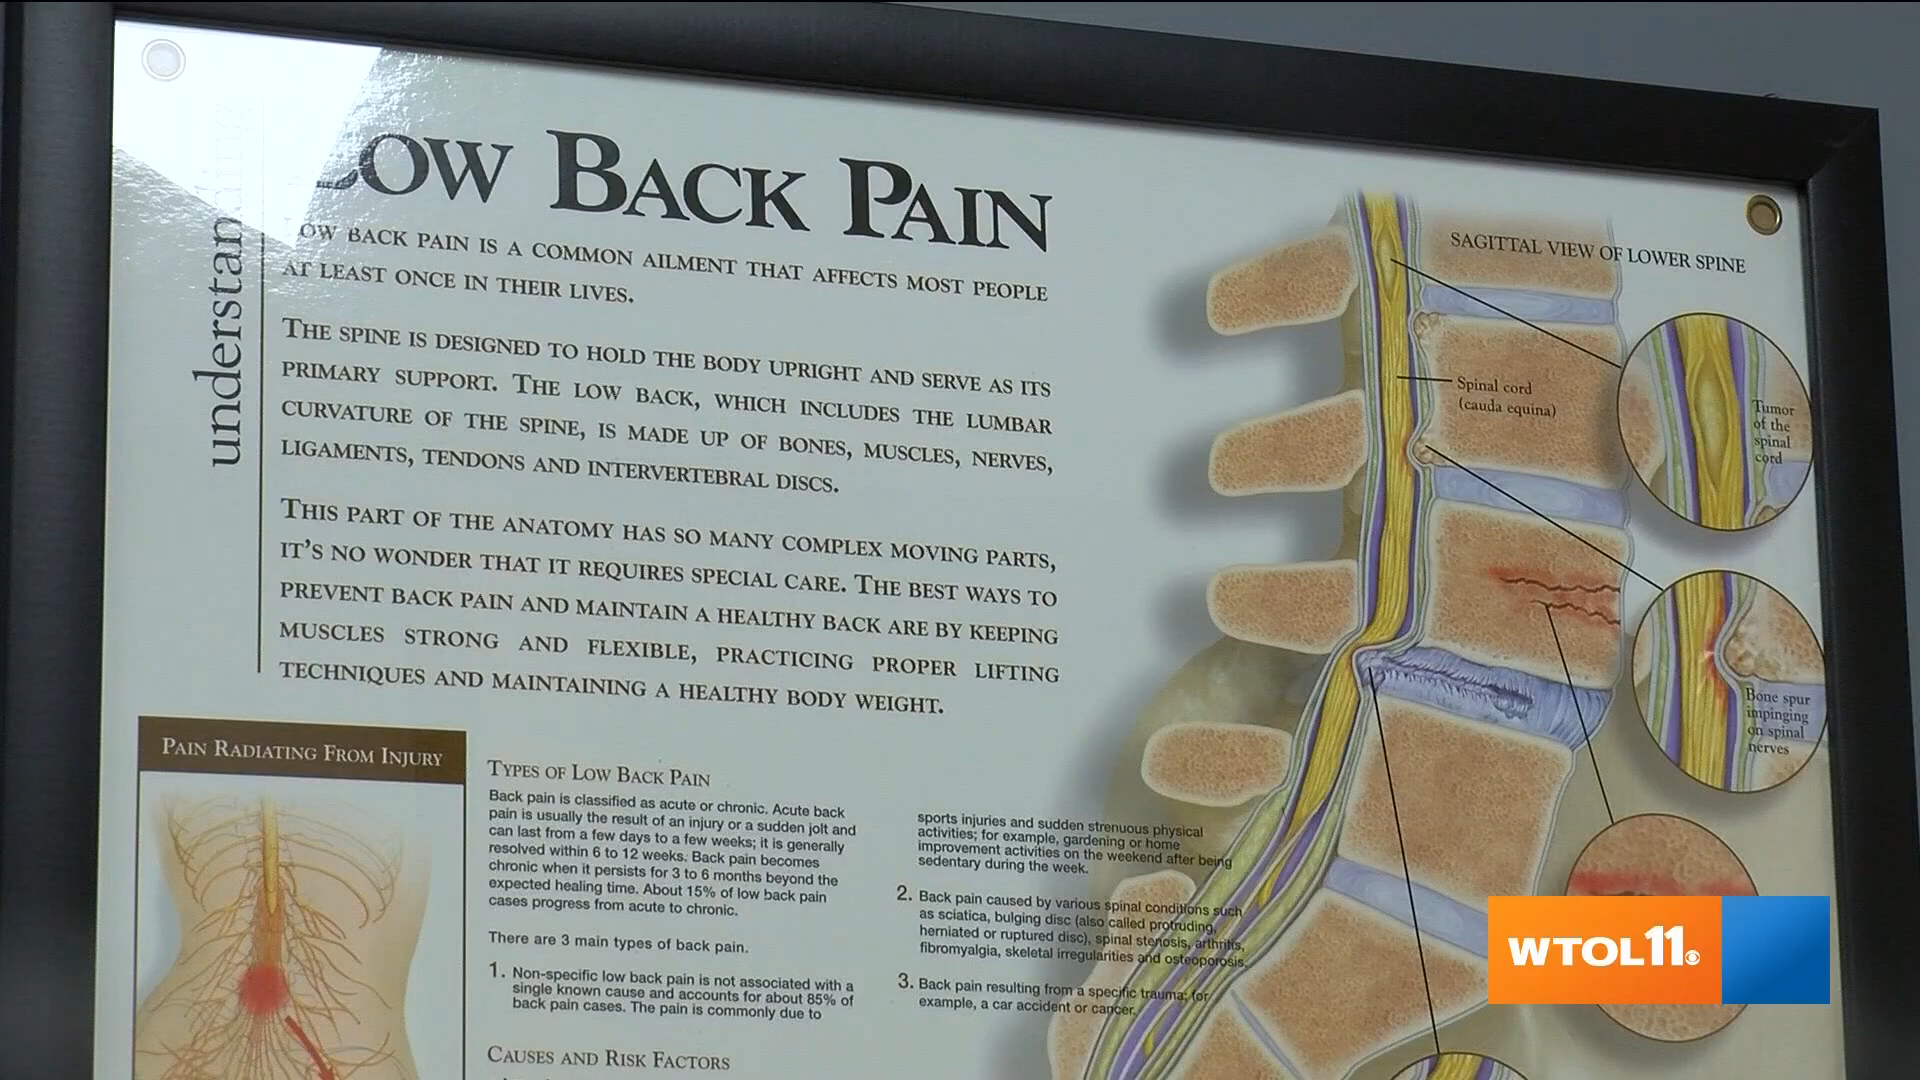 understan
LOW BACK PAIN
LOW BACK PAIN IS A COMMON AILMENT THAT AFFECTS MOST PEOPLE
AT LEAST ONCE IN THEIR LIVES.
THE SPINE IS DESIGNED TO HOLD THE BODY UPRIGHT AND SERVE AS ITS
PRIMARY SUPPORT. THE LOW BACK, WHICH INCLUDES THE LUMBAR
CURVATURE OF THE SPINE, IS MADE UP OF BONES, MUSCLES, NERVES,
LIGAMENTS, TENDONS AND INTERVERTEBRAL DISCS.
THIS PART OF THE ANATOMY HAS SO MANY COMPLEX MOVING PARTS,
IT'S NO WONDER THAT IT REQUIRES SPECIAL CARE. THE BEST WAYS TO
PREVENT BACK PAIN AND MAINTAIN A HEALTHY BACK ARE BY KEEPING
MUSCLES STRONG AND FLEXIBLE, PRACTICING PROPER LIFTING
TECHNIQUES AND MAINTAINING A HEALTHY BODY WEIGHT.
PAIN RADIATING FROM INJURY
TYPES OF LOW BACK PAIN
Back pain is classified as acute or chronic. Acute back
pain is usually the result of an injury or a sudden jolt and
can last from a few days to a few weeks; it is generally
resolved within 6 to 12 weeks. Back pain becomes
chronic when it persists for 3 to 6 months beyond the
expected healing time. About 15% of low back pain
cases progress from acute to chronic.
There are 3 main types of back pain.
1. Non-specific low back pain is not associated with a
single known cause and accounts for about 85% of
back pain cases. The pain is commonly due to
sports injuries and sudden strenuous physical
activities; for example, gardening or home
improvement activities on the weekend after being
sedentary during the week.
2. Back pain caused by various spinal conditions such
as sciatica, bulging disc (also called protruding,
herniated or ruptured disc), spinal stenosis, arthritis,
fibromyalgia, skeletal irregularities and osteoporosis.
3. Back pain resulting from a specific trauma; for
example, a car accident or cancer.
CAUSES AND RISK FACTORS
SAGITTAL VIEW OF LOWER SPINE
Spinal cord
(cauda equina)
Tumor
of the
spinal
cord
Bone spur
impinging
on spinal
nerves
WTOL11